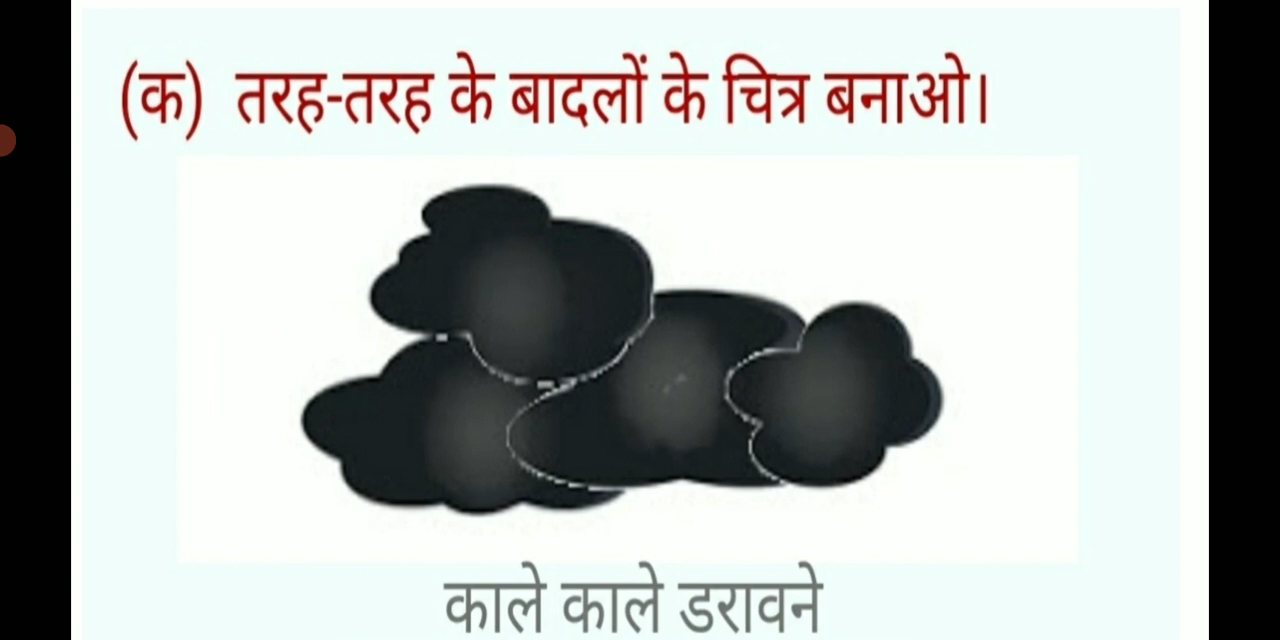 (क) तरह-तरह के बादलों के चित्र बनाओ।
काले काले डरावने